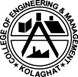 COLLEGE OF ENGINEERING & MANAGEMENT
KOLAGHAT